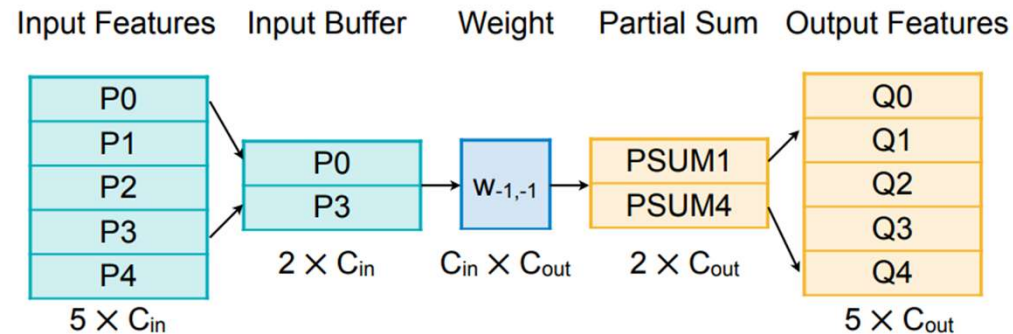 Input Features Input Buffer Weight Partial Sum Output Features
P0
P1
P2
P3
P4
5 × Cin
P0
P3
2 × Cin
W-1,-1
Cin × Cout
PSUM1
PSUM4
2 × Cout
Q0
Q1
Q2
Q3
Q4
5 × Cout